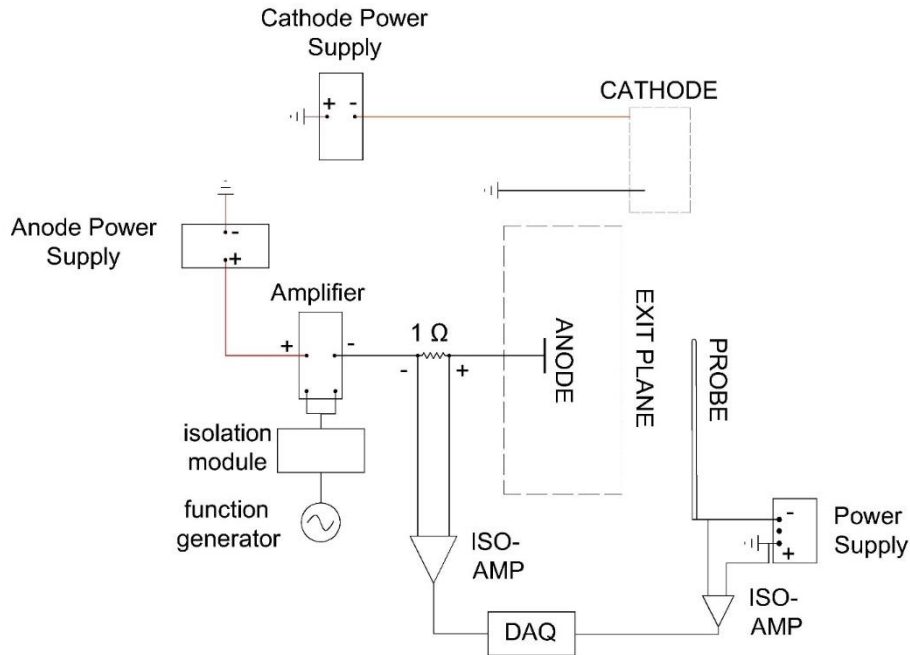 Cathode Power
Supply
+ -
CATHODE
Anode Power
Supply
-
+
Amplifier
+ -
1 Ω
- +
ANODE
EXIT PLANE
PROBE
isolation
module
function
generator
ISO-
AMP
-
+
Power
Supply
ISO-
AMP
DAQ